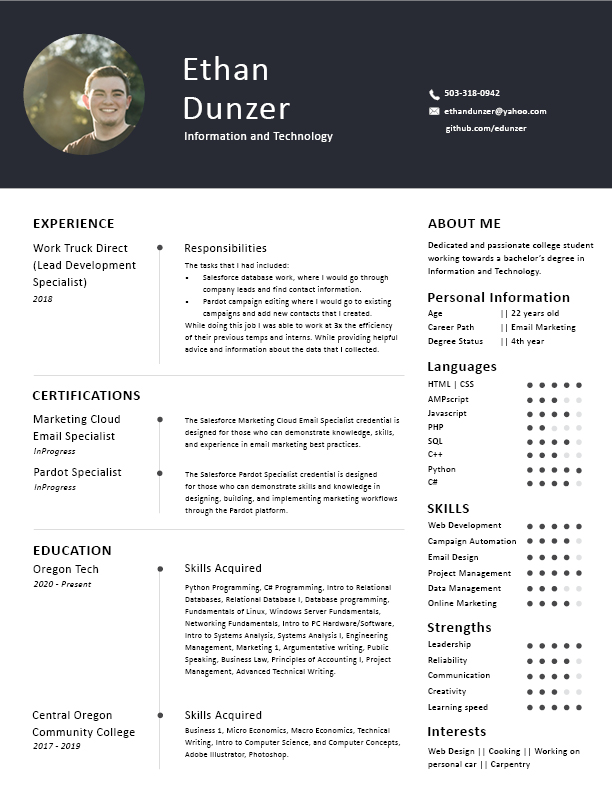 Ethan
Dunzer
Information and Technology
503-318-0942
ethandunzer@yahoo.com
github.com/edunzer
EXPERIENCE
Work Truck Direct
(Lead Development
Specialist)
2018
Responsibilities
The tasks that I had included:
• Salesforce database work, where I would go through
company leads and find contact information.
• Pardot campaign editing where I would go to existing
campaigns and add new contacts that I created.
While doing this job I was able to work at 3x the efficiency
of their previous temps and interns. While providing helpful
advice and information about the data that I collected.
CERTIFICATIONS
Marketing Cloud
Email Specialist
InProgress
The Salesforce Marketing Cloud Email Specialist credential is
designed for those who can demonstrate knowledge, skills,
and experience in email marketing best practices.
Pardot Specialist
InProgress
The Salesforce Pardot Specialist credential is designed
for those who can demonstrate skills and knowledge in
designing, building, and implementing marketing workflows
through the Pardot platform.
EDUCATION
Oregon Tech
2020 - Present
Skills Acquired
Python Programming, C# Programming, Intro to Relational
Databases, Relational Database I, Database programming,
Fundamentals of Linux, Windows Server Fundamentals,
Networking Fundamentals, Intro to PC Hardware/Software,
Intro to Systems Analysis, Systems Analysis I, Engineering
Management, Marketing 1, Argumentative writing, Public
Speaking, Business Law, Principles of Accounting I, Project
Management, Advanced Technical Writing.
Central Oregon
Community College
2017 - 2019
Skills Acquired
Business 1, Micro Economics, Macro Economics, Technical
Writing, Intro to Computer Science, and Computer Concepts,
Adobe Illustrator, Photoshop.
ABOUT ME
Dedicated and passionate college student
working towards a bachelor's degree in
Information and Technology.
Personal Information
Age || 22 years old
Career Path || Email Marketing
Degree Status || 4th year
Languages
HTML | CSS
AMPscript
Javascript
PHP
SQL
C++
Python
C#
SKILLS
Web Development
Campaign Automation
Email Design
Project Management
Data Management
Online Marketing
Strengths
Leadership
Reliability
Communication
Creativity
Learning speed
Interests
Web Design || Cooking || Working on
personal car || Carpentry